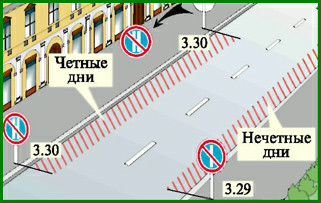 3.30
Четные
дни
3.30
Нечетные
дни
3.29